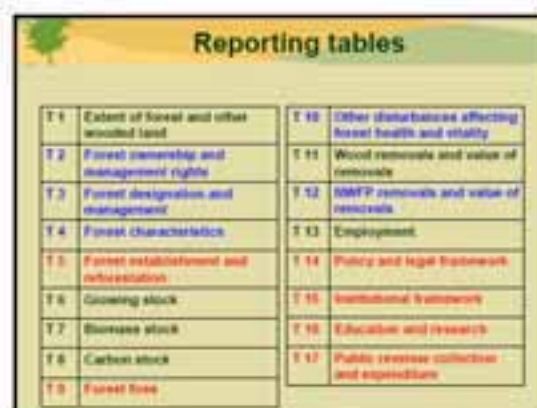 Reporting tables
T 1 Extent of forest and other
wooded land
T 2 Forest ownership and
management rights
T 3 Forest designation and
management
T 4 Forest characteristics
T 5 Forest establishment and
reforestation
T 6 Growing stock
T 7 Biomass stock
T 8 Carbon stock
T 9 Forest fires
T 10 Other disturbances affecting
forest health and vitality
T 11 Wood removals and value of
removals
T 12 NWFP removals and value of
removals
T 13 Employment
T 14 Policy and legal framework
T 15 Institutional framework
T 16 Education and research
T 17 Public revenue collection
and expenditure